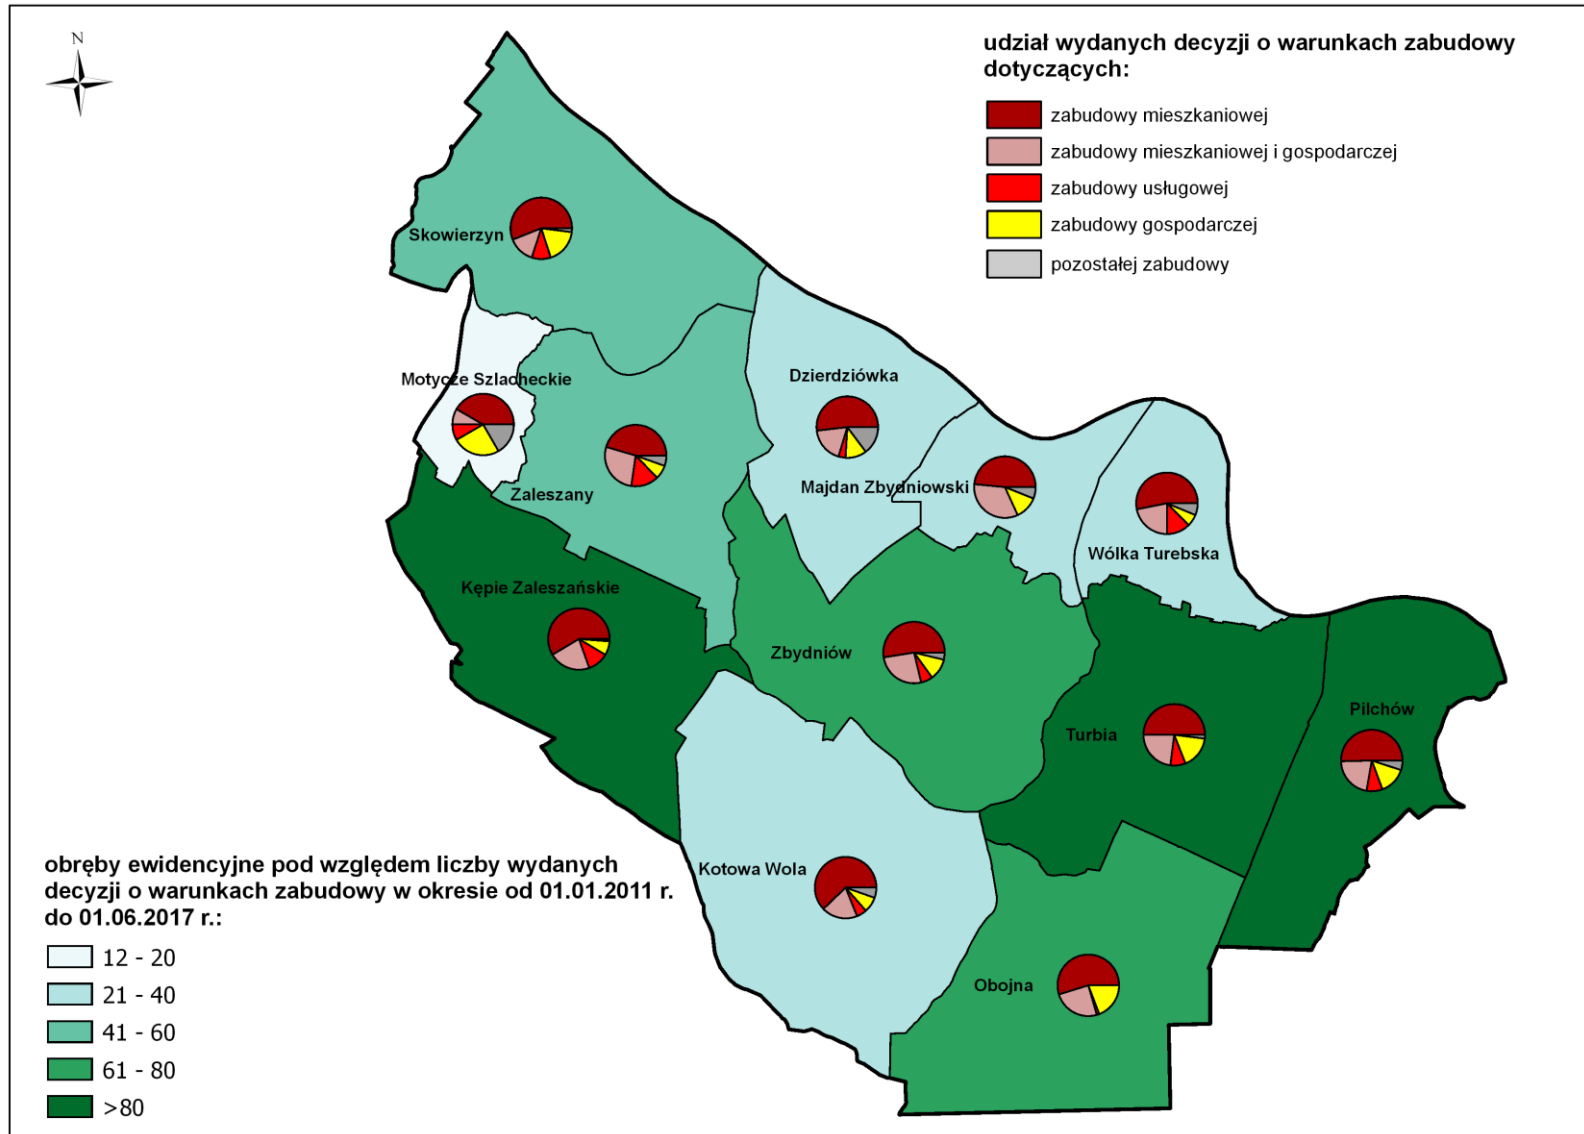 N
udział wydanych decyzji o warunkach zabudowy
dotyczących:
zabudowy mieszkaniowej
zabudowy mieszkaniowej i gospodarczej
zabudowy usługowej
zabudowy gospodarczej
pozostałej zabudowy
Skowierzyn
Motycze Szlacheckie
Dzierdziówka
Zaleszany
Majdan Zbydniowski
Wólka Turebska
Kępie Zaleszańskie
Zbydniów
Pilchów
Turbia
Kotowa Wola
Obojna
obręby ewidencyjne pod względem liczby wydanych
decyzji o warunkach zabudowy w okresie od 01.01.2011 r.
do 01.06.2017 r.:
12 - 20
21 - 40
41 - 60
61 - 80
>80